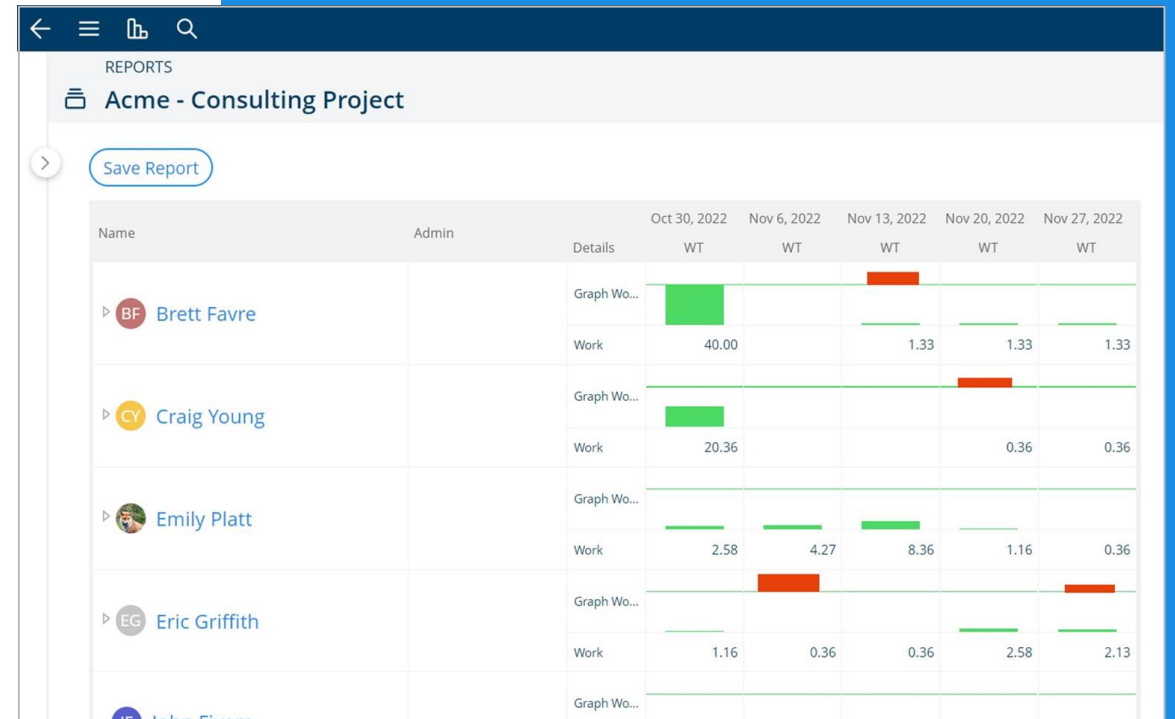 REPORTS
Acme - Consulting Project
Save Report
Oct 30, 2022 Nov 6, 2022 Nov 13, 2022 Nov 20, 2022 Nov 27, 2022
Name Admin Details WT WT WT WT WT
Graph Wo...
BF Brett Favre
Work 40.00 1.33 1.33 1.33
Graph Wo...
CY Craig Young
Work 20.36 0.36 0.36
Graph Wo...
Emily Platt
Work 2.58 4.27 8.36 1.16 0.36
Graph Wo...
EG Eric Griffith
Work 1.16 0.36 0.36 2.58 2.13
Graph Wo...